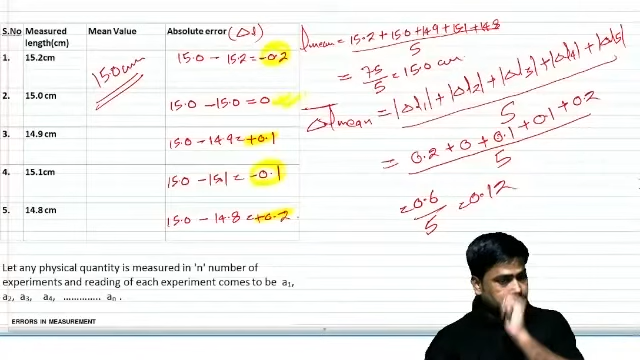 S.No Measured length(cm) Mean Value Absolute error (Δl)
1. 15.2cm 15.0 - 15.2 = -0.2
150 cm
2. 15.0 cm 15.0 - 15.0 = 0
3. 14.9 cm 15.0 - 14.9 = +0.1
4. 15.1cm 15.0 - 15.1 = -0.1
5. 14.8 cm 15.0 - 14.8 = +0.2
l mean = 15.2 + 15.0 + 14.9 + 15.1 + 14.8
5
= 75/5 = 150 cm
Δl mean = |Δl1| + |Δl2| + |Δl3| + |Δl4| + |Δl5|
5
= 0.2 + 0 + 0.1 + 0.1 + 0.2
5
= 0.6/5 = 0.12
Let any physical quantity is measured in 'n' number of
experiments and reading of each experiment comes to be a₁,
a₂, a₃, a₄, .............. aₙ .
ERRORS IN MEASUREMENT